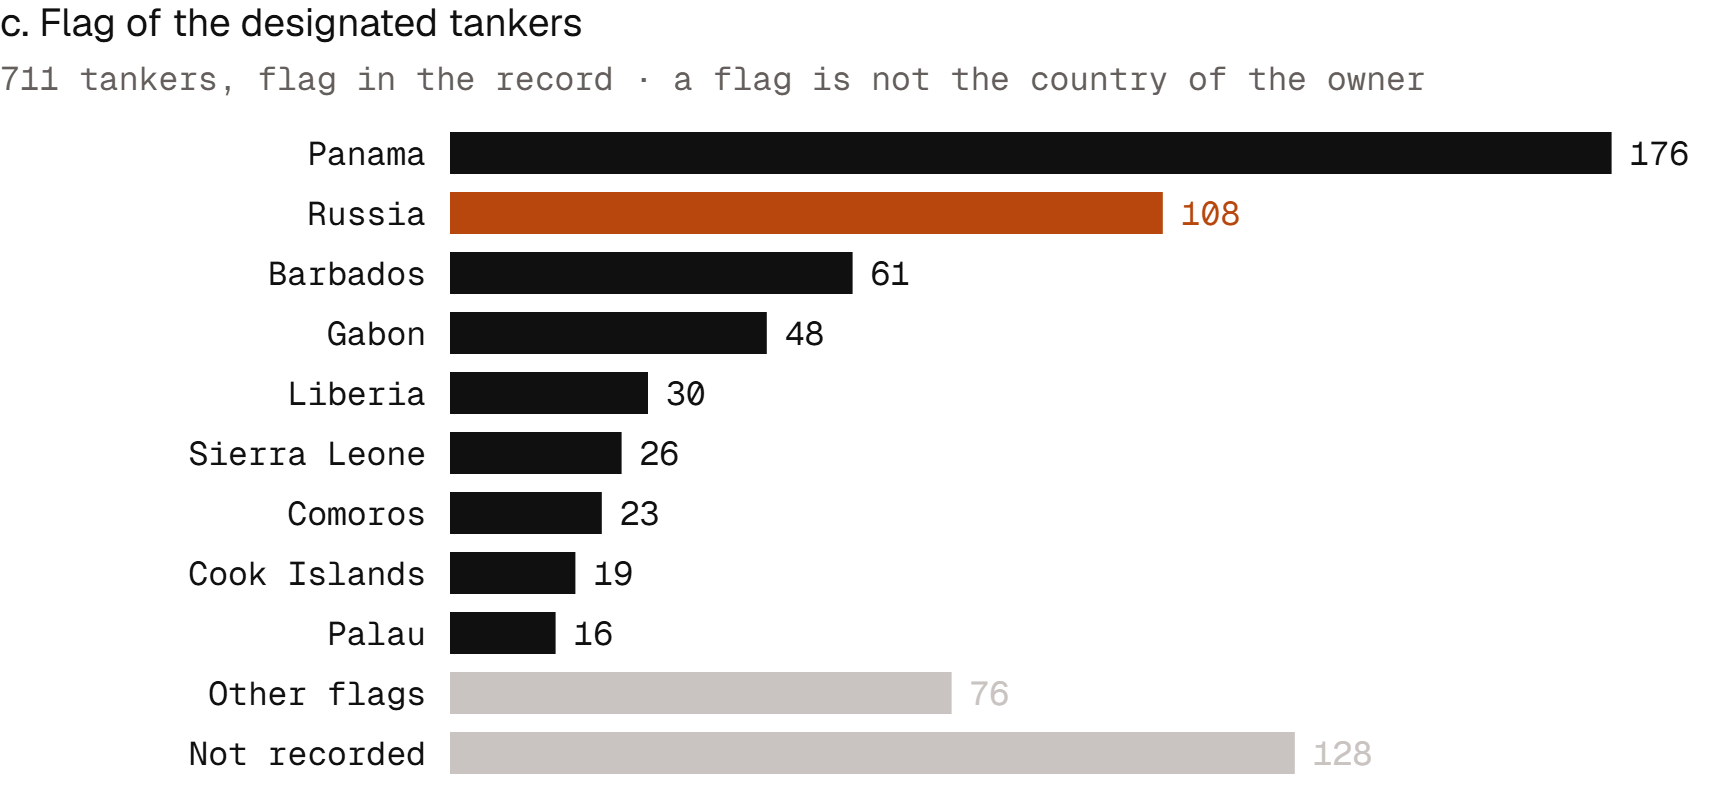 c. Flag of the designated tankers
711 tankers, flag in the record · a flag is not the country of the owner
Panama 176
Russia 108
Barbados 61
Gabon 48
Liberia 30
Sierra Leone 26
Comoros 23
Cook Islands 19
Palau 16
Other flags 76
Not recorded 128